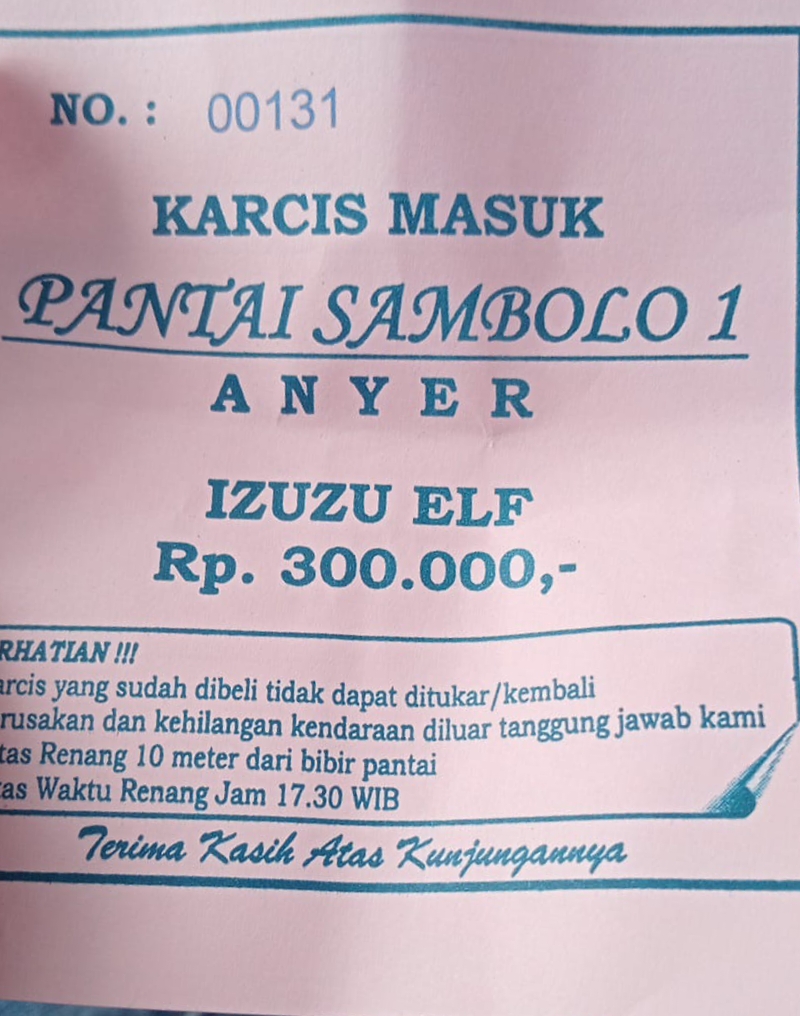 NO. : 00131
KARCIS MASUK
PANTAI SAMBOLO 1
ANYER
IZUZU ELF
Rp. 300.000,-
RHATIAN !!!
arcis yang sudah dibeli tidak dapat ditukar/kembali
rusakan dan kehilangan kendaraan diluar tanggung jawab kami
tas Renang 10 meter dari bibir pantai
tas Waktu Renang Jam 17.30 WIB
Terima Kasih Atas Kunjungannya